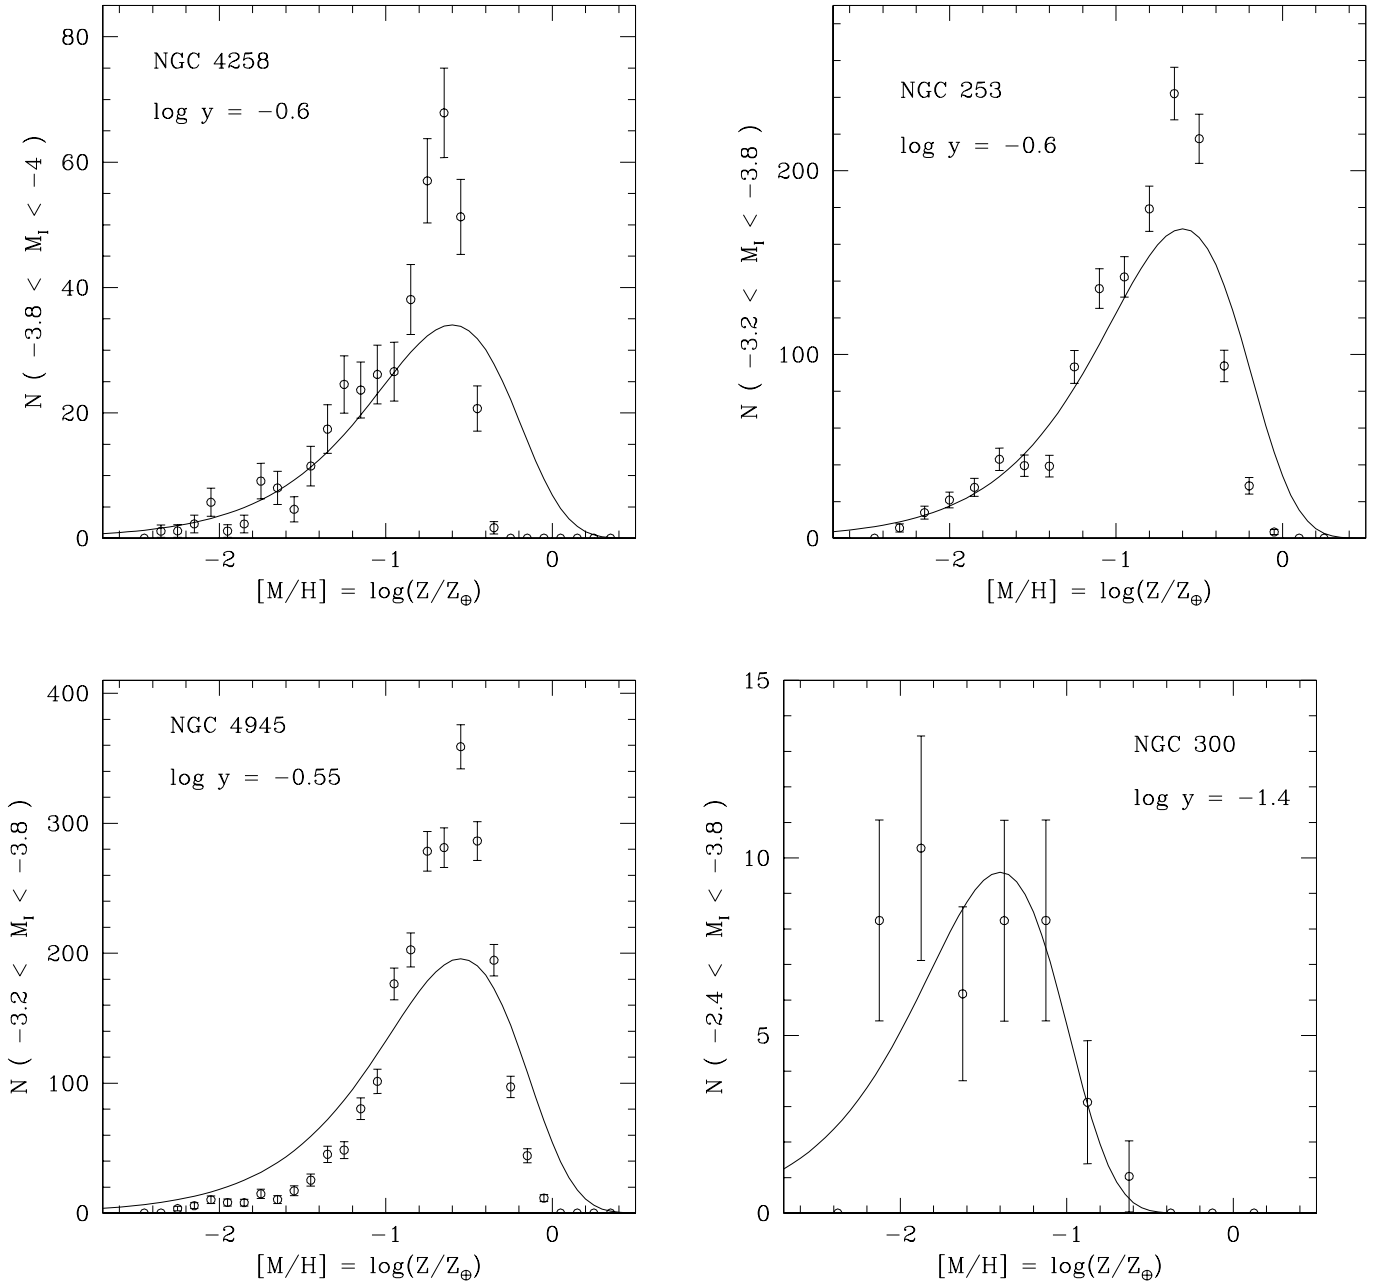 NGC 4258
log y = −0.6
80
60
40
20
0
−2 −1 0
N ( −3.8 < M_I < −4 )
[M/H] = log(Z/Z_⊕)
NGC 253
log y = −0.6
200
100
0
−2 −1 0
N ( −3.2 < M_I < −3.8 )
[M/H] = log(Z/Z_⊕)
NGC 4945
log y = −0.55
400
300
200
100
0
−2 −1 0
N ( −3.2 < M_I < −3.8 )
[M/H] = log(Z/Z_⊕)
NGC 300
log y = −1.4
15
10
5
0
−2 −1 0
N ( −2.4 < M_I < −3.8 )
[M/H] = log(Z/Z_⊕)